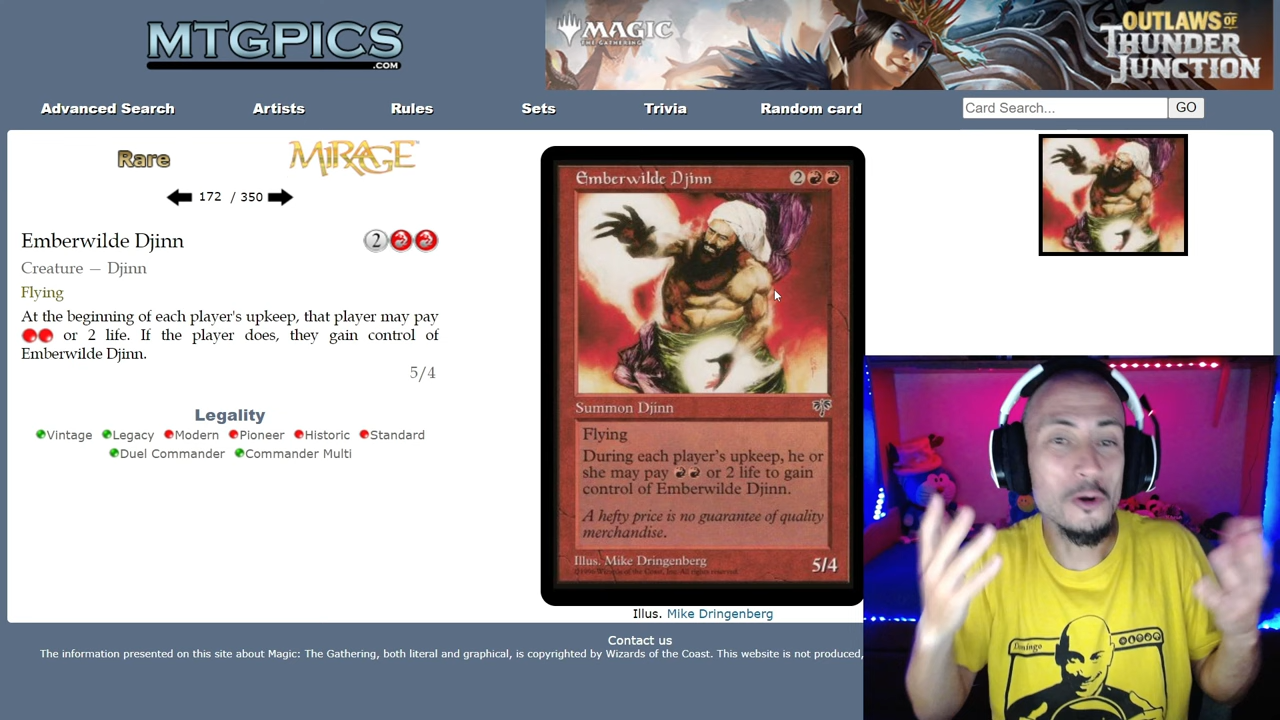 MTGPICS
.COM
MAGIC
THE GATHERING
OUTLAWS OF
THUNDER
JUNCTION
Advanced Search
Artists
Rules
Sets
Trivia
Random card
Card Search...
GO
Rare
MIRAGE
172 / 350
Emberwilde Djinn
2
Creature — Djinn
Flying
At the beginning of each player's upkeep, that player may pay
or 2 life. If the player does, they gain control of
Emberwilde Djinn.
5/4
Legality
Vintage Legacy Modern Pioneer Historic Standard
Duel Commander Commander Multi
Emberwilde Djinn
2
Summon Djinn
Flying
During each player's upkeep, he or
she may pay or 2 life to gain
control of Emberwilde Djinn.
A hefty price is no guarantee of quality
merchandise.
Illus. Mike Dringenberg
5/4
Illus. Mike Dringenberg
Contact us
The information presented on this site about Magic: The Gathering, both literal and graphical, is copyrighted by Wizards of the Coast. This website is not produced,
Domingo